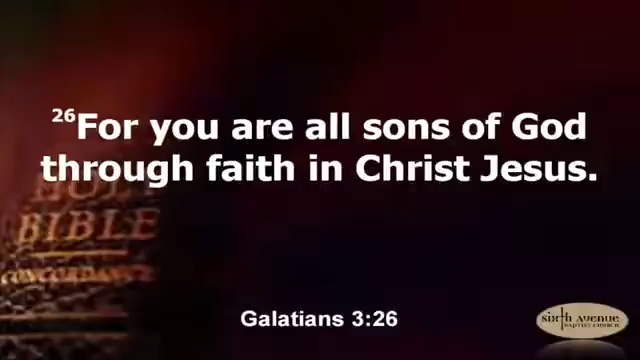 ²⁶For you are all sons of God
through faith in Christ Jesus.
HOLY
BIBLE
CONCORDANCE
Galatians 3:26
sixth avenue
BAPTIST CHURCH